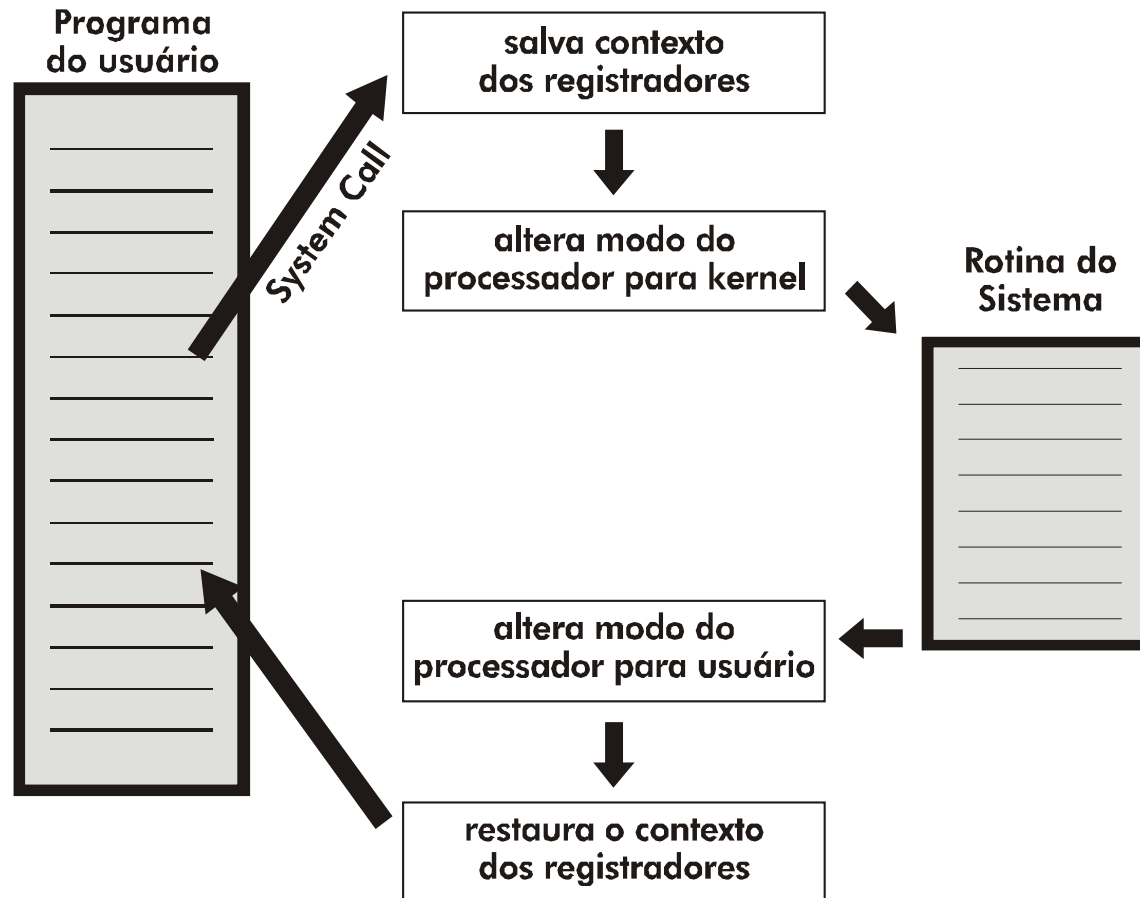 Programa
do usuário
System Call
salva contexto
dos registradores
altera modo do
processador para kernel
Rotina do
Sistema
altera modo do
processador para usuário
restaura o contexto
dos registradores